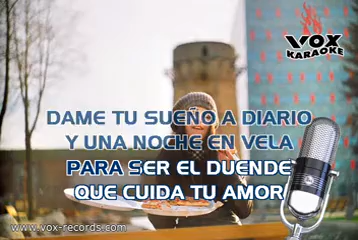 VOX
KARAOKE
DAME TU SUEÑO A DIARIO
Y UNA NOCHE EN VELA
PARA SER EL DUENDE
QUE CUIDA TU AMOR
www.vox-records.com